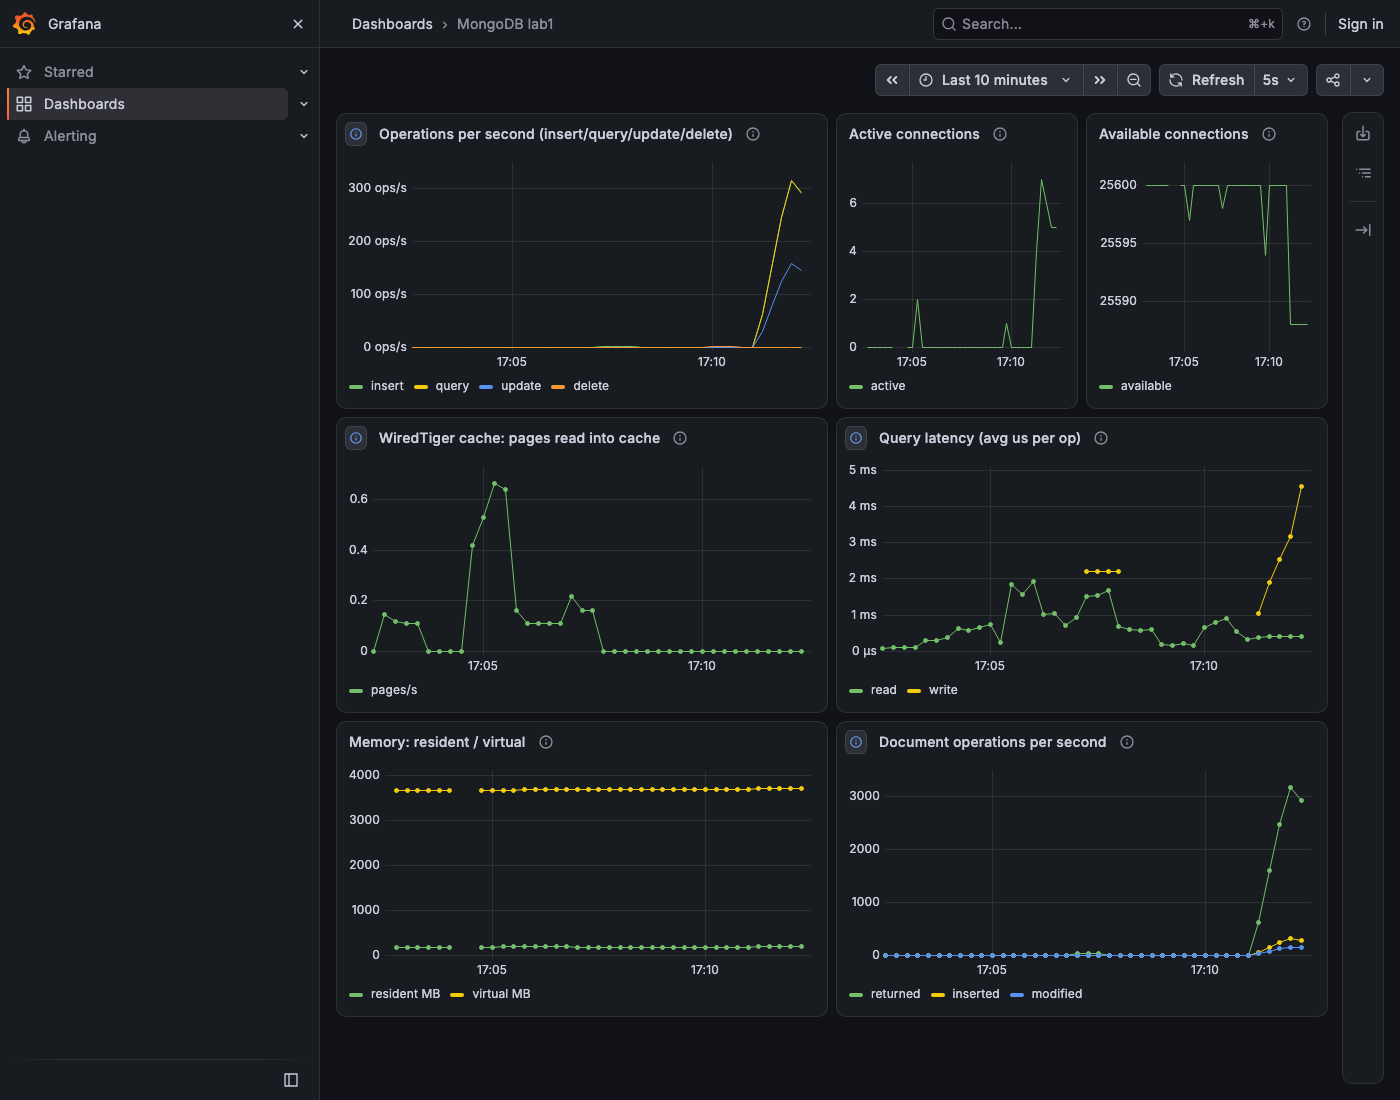 Grafana
Dashboards › MongoDB lab1
Search... ⌘+k
Sign in
Starred
Dashboards
Alerting
Last 10 minutes
Refresh 5s
Operations per second (insert/query/update/delete)
300 ops/s
200 ops/s
100 ops/s
0 ops/s
17:05 17:10
insert query update delete
Active connections
6
4
2
0
17:05 17:10
active
Available connections
25600
25595
25590
17:05 17:10
available
WiredTiger cache: pages read into cache
0.6
0.4
0.2
0
17:05 17:10
pages/s
Query latency (avg us per op)
5 ms
4 ms
3 ms
2 ms
1 ms
0 µs
17:05 17:10
read write
Memory: resident / virtual
4000
3000
2000
1000
0
17:05 17:10
resident MB virtual MB
Document operations per second
3000
2000
1000
0
17:05 17:10
returned inserted modified